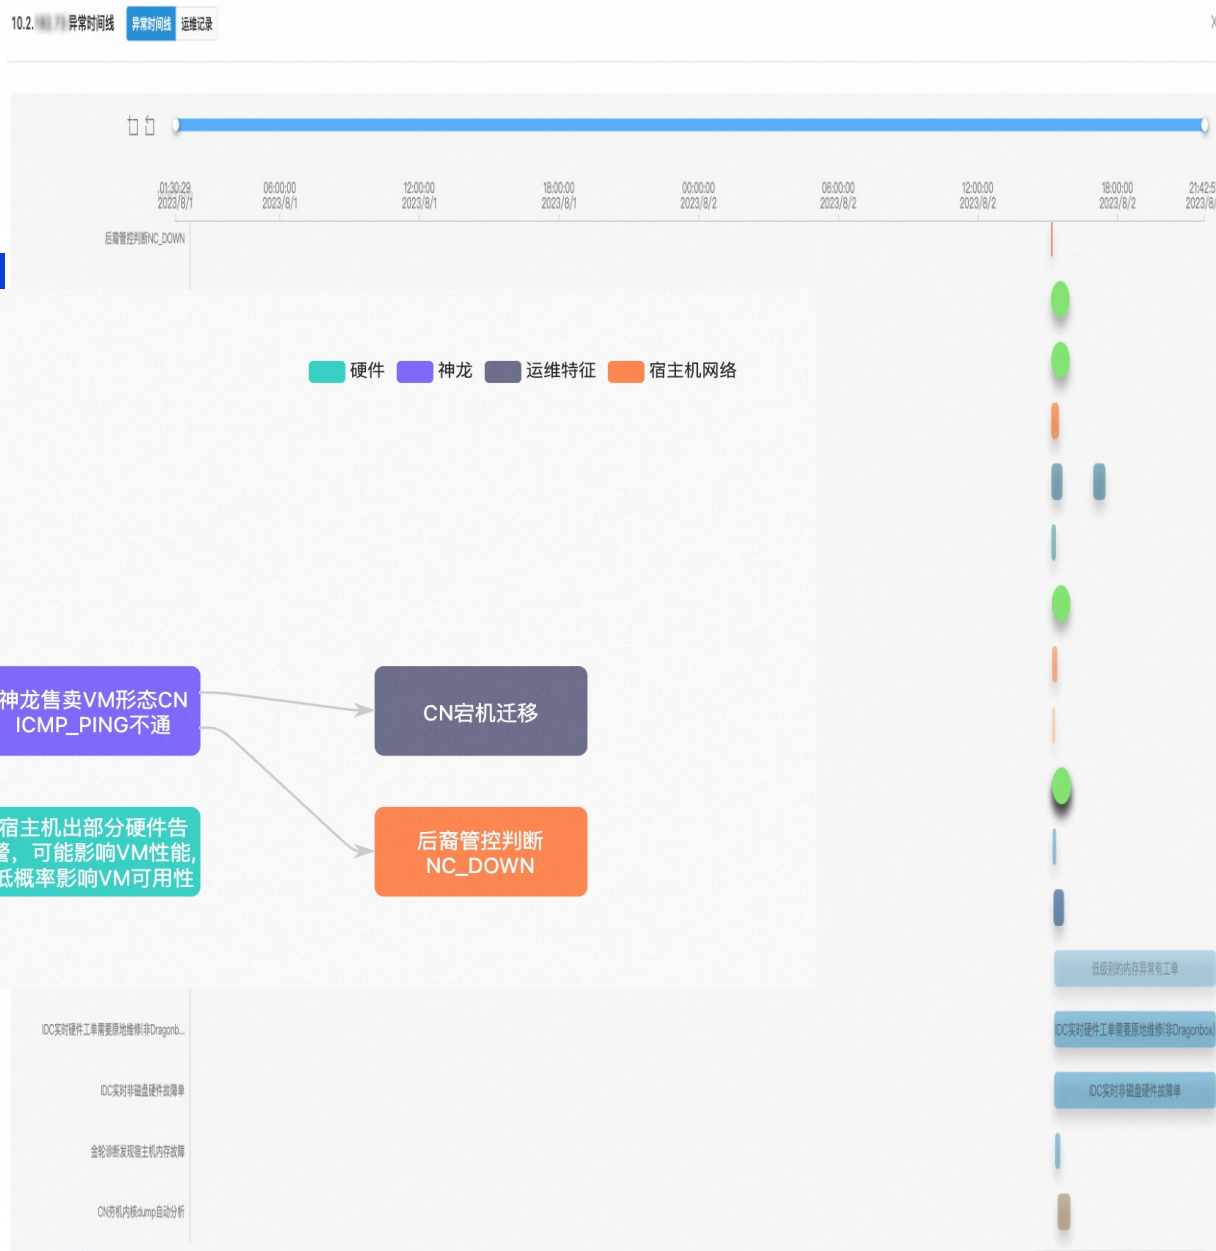 10.2. 异常时间线 异常时间线 运维记录
01:30:29 06:00:00 12:00:00 18:00:00 00:00:00 06:00:00 12:00:00 18:00:00 21:42:5
2023/8/1 2023/8/1 2023/8/1 2023/8/1 2023/8/2 2023/8/2 2023/8/2 2023/8/2 2023/8/
后裔管控判断NC_DOWN
硬件 神龙 运维特征 宿主机网络
神龙售卖VM形态CN
ICMP_PING不通
CN宕机迁移
宿主机出部分硬件告
警，可能影响VM性能,
低概率影响VM可用性
后裔管控判断
NC_DOWN
低级别的内存异常有工单
IDC实时硬件工单需要原地维修(非Dragonb...
IDC实时硬件工单需要原地维修(非Dragonbox)
IDC实时非磁盘硬件故障单
IDC实时非磁盘硬件故障单
金轮诊断发现宿主机内存故障
CN宕机内核dump自动分析